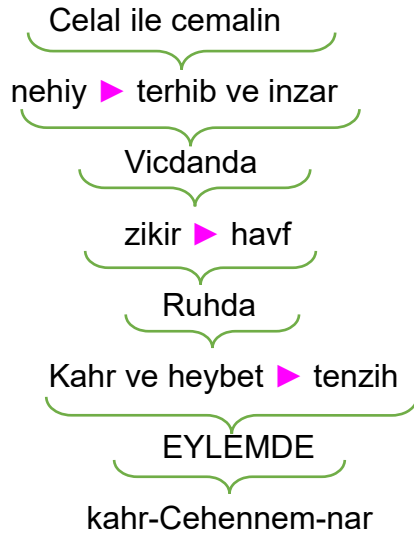 Celal ile cemalin
nehiy ► terhib ve inzar
Vicdanda
zikir ► havf
Ruhda
Kahr ve heybet ► tenzih
EYLEMDE
kahr-Cehennem-nar